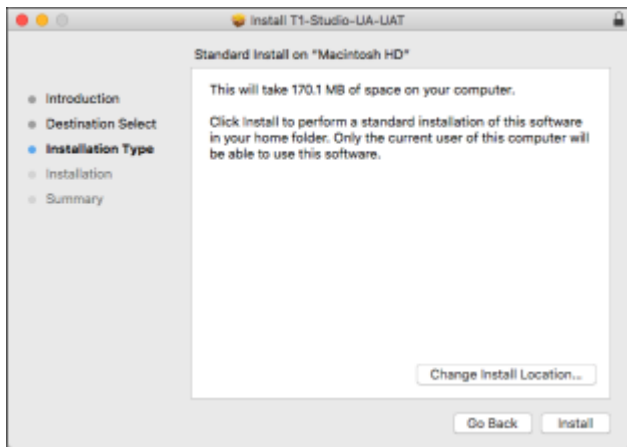 Install T1-Studio-UA-UAT
Standard Install on "Macintosh HD"
Introduction
Destination Select
Installation Type
Installation
Summary
This will take 170.1 MB of space on your computer.
Click Install to perform a standard installation of this software
in your home folder. Only the current user of this computer will
be able to use this software.
Change Install Location...
Go Back
Install